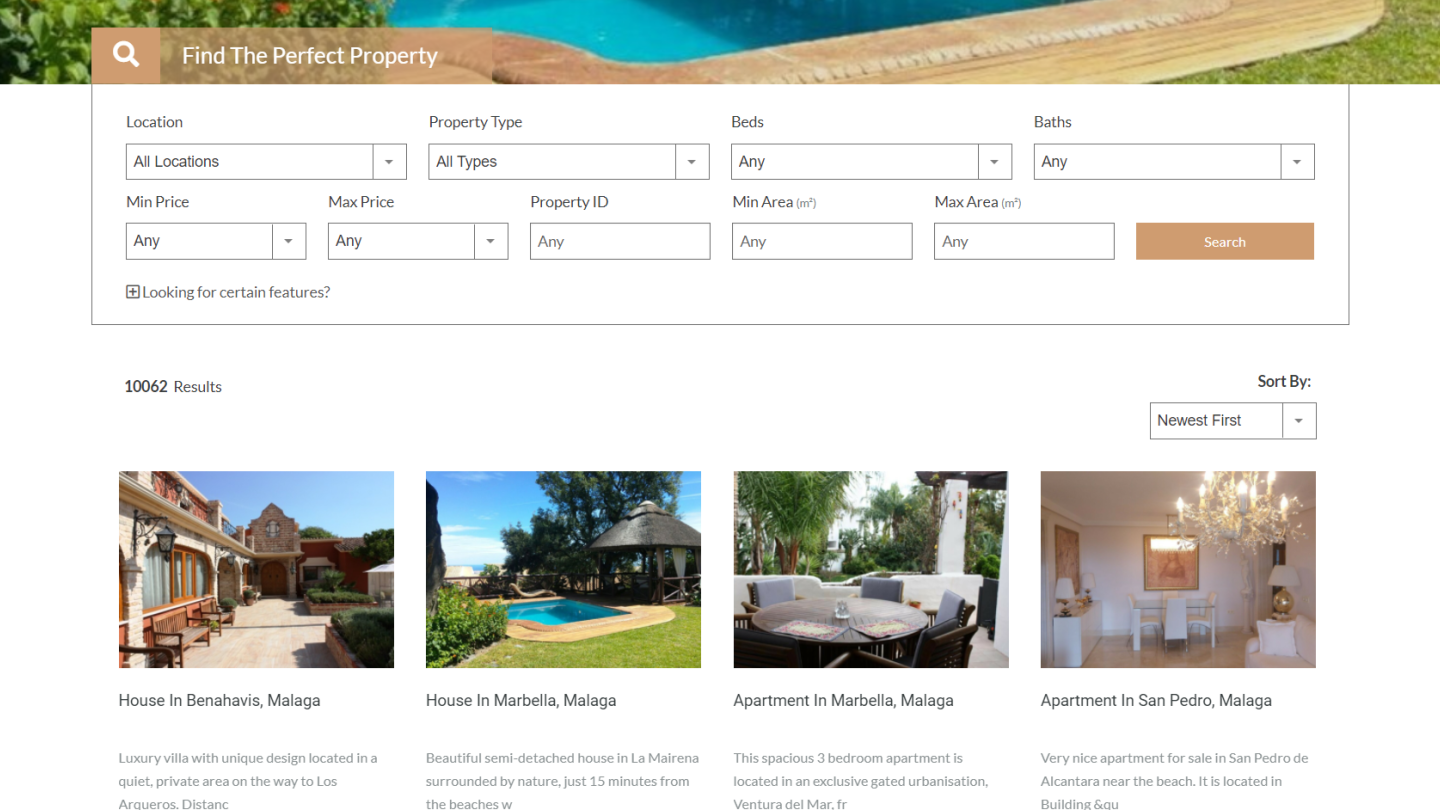 Find The Perfect Property
Location
Property Type
Beds
Baths
All Locations
All Types
Any
Any
Min Price
Max Price
Property ID
Min Area (m²)
Max Area (m²)
Any
Any
Any
Any
Any
Search
Looking for certain features?
10062 Results
Sort By:
Newest First
House In Benahavis, Malaga
Luxury villa with unique design located in a
quiet, private area on the way to Los
Arqueros. Distanc
House In Marbella, Malaga
Beautiful semi-detached house in La Mairena
surrounded by nature, just 15 minutes from
the beaches w
Apartment In Marbella, Malaga
This spacious 3 bedroom apartment is
located in an exclusive gated urbanisation,
Ventura del Mar, fr
Apartment In San Pedro, Malaga
Very nice apartment for sale in San Pedro de
Alcantara near the beach. It is located in
Building &qu